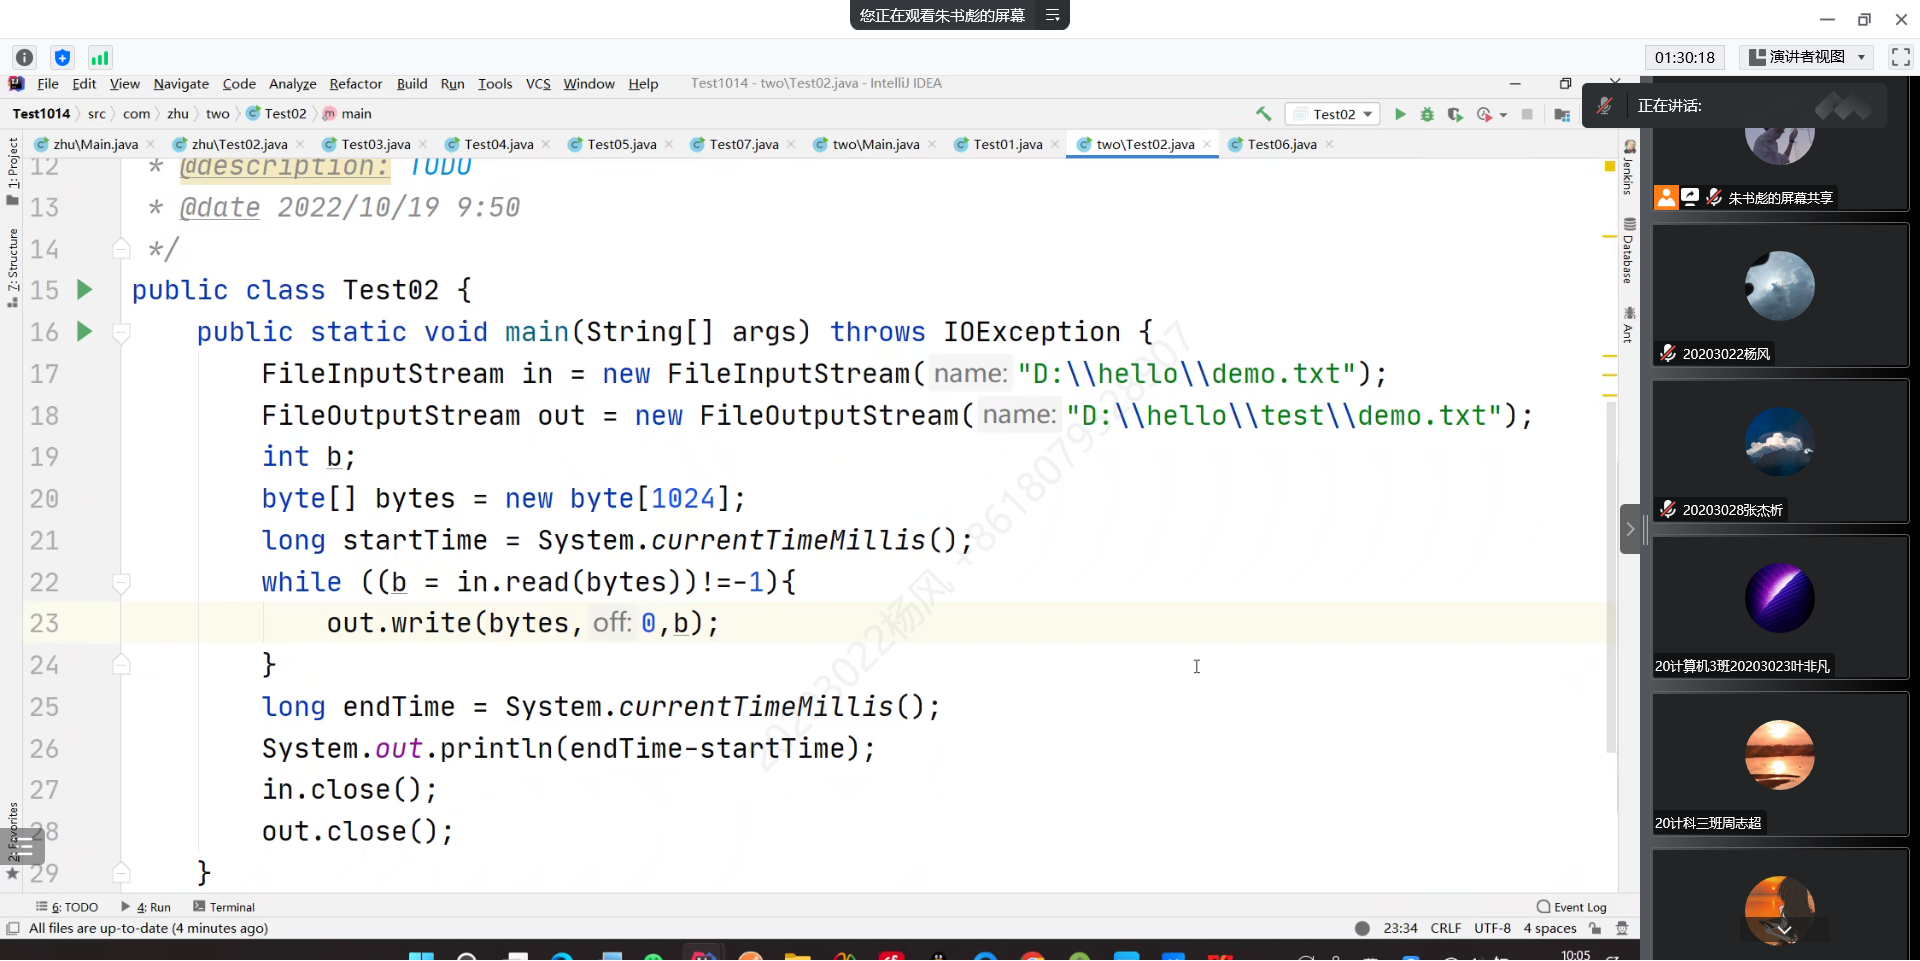 您正在观看朱书彪的屏幕
01:30:18
演讲者视图
File Edit View Navigate Code Analyze Refactor Build Run Tools VCS Window Help Test1014 - two\Test02.java - IntelliJ IDEA
Test1014 src com zhu two Test02 main
Test02
正在讲话:
zhu\Main.java zhu\Test02.java Test03.java Test04.java Test05.java Test07.java two\Main.java Test01.java two\Test02.java Test06.java
1: Project
7: Structure
2: Favorites
12 * @description: TODO
13 * @date 2022/10/19 9:50
14 */
15 public class Test02 {
16 public static void main(String[] args) throws IOException {
17 FileInputStream in = new FileInputStream( name: "D:\\hello\\demo.txt");
18 FileOutputStream out = new FileOutputStream( name: "D:\\hello\\test\\demo.txt");
19 int b;
20 byte[] bytes = new byte[1024];
21 long startTime = System.currentTimeMillis();
22 while ((b = in.read(bytes))!=-1){
23 out.write(bytes, off: 0,b);
24 }
25 long endTime = System.currentTimeMillis();
26 System.out.println(endTime-startTime);
27 in.close();
28 out.close();
29 }
Jenkins
Database
Ant
朱书彪的屏幕共享
20203022杨风
20203028张杰析
20计算机3班20203023叶非凡
20计科三班周志超
6: TODO 4: Run Terminal Event Log
All files are up-to-date (4 minutes ago) 23:34 CRLF UTF-8 4 spaces
10:05